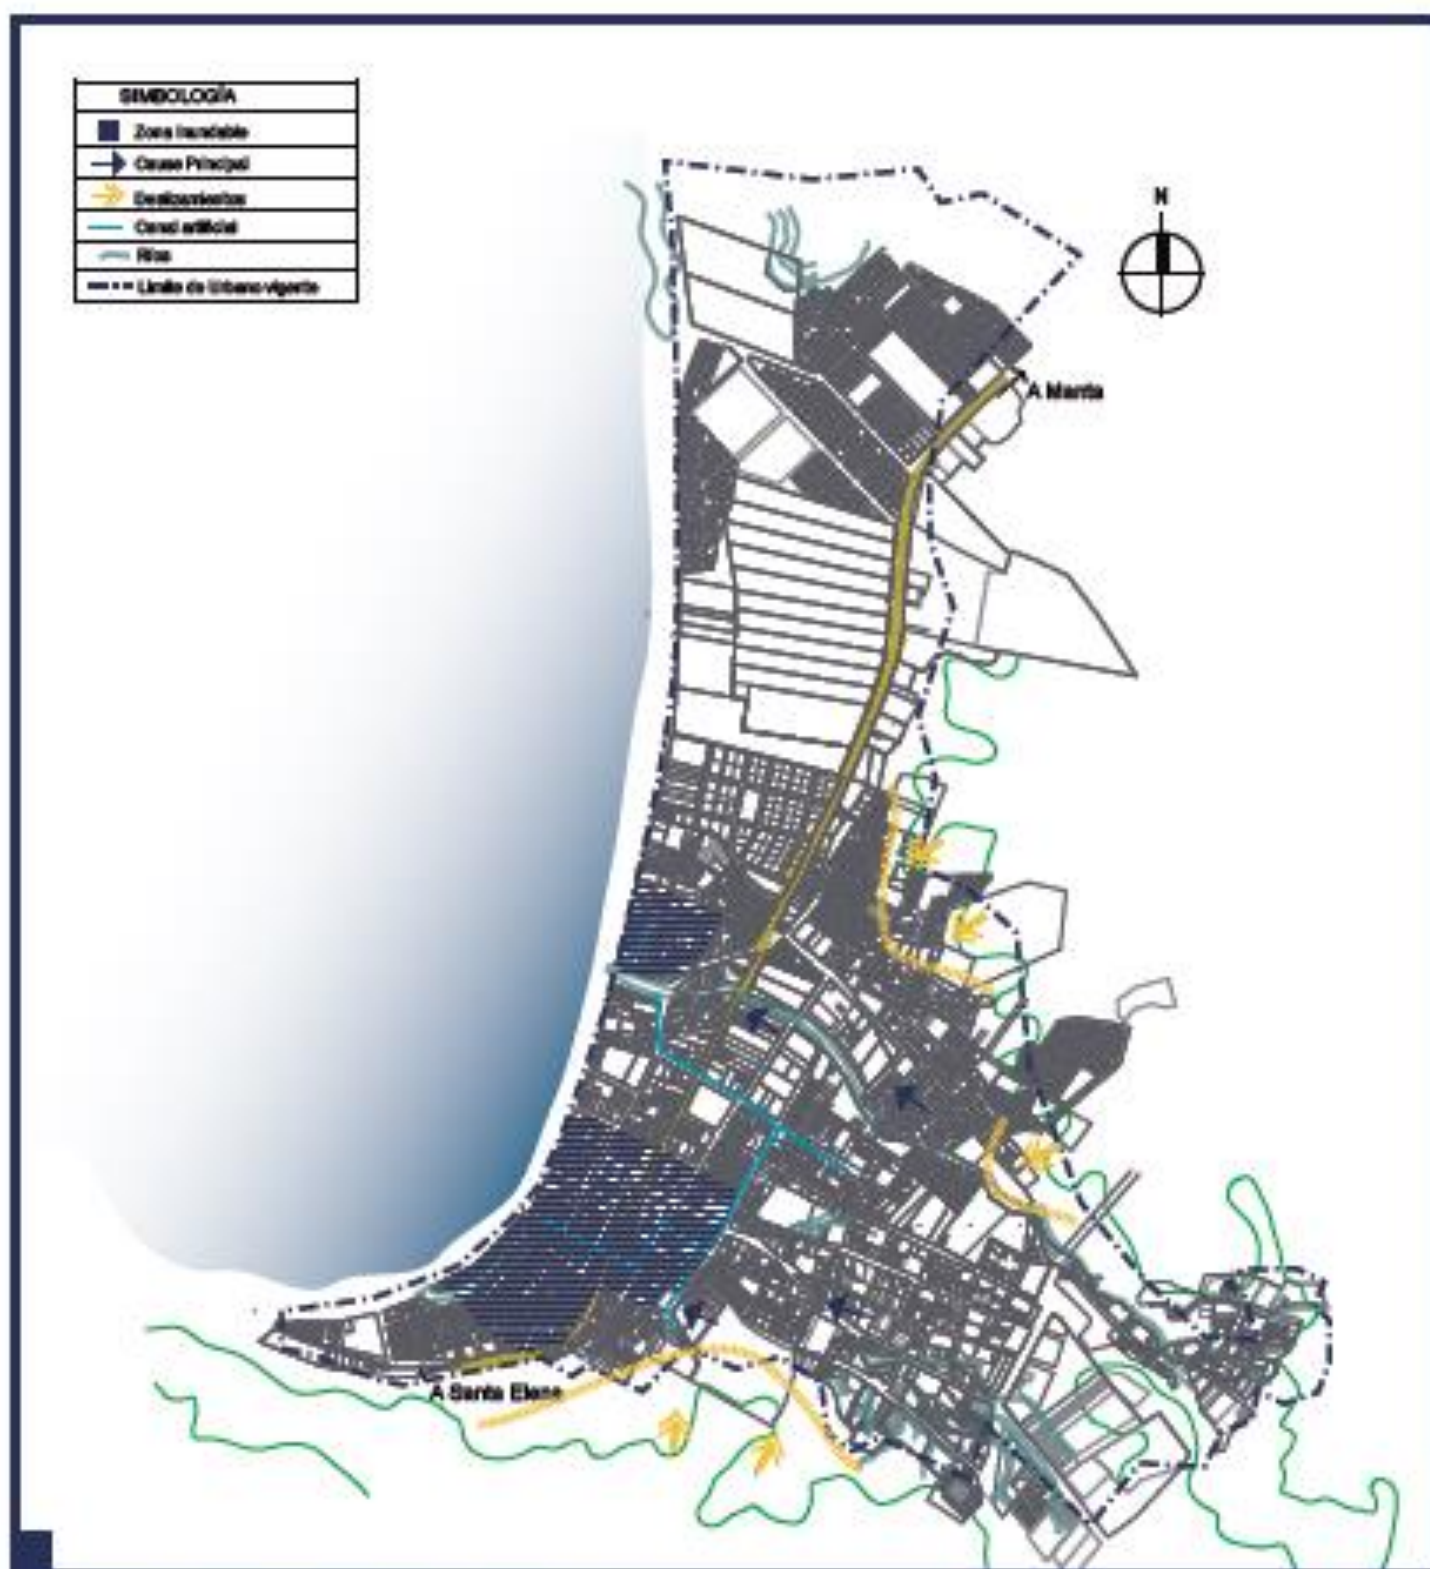 SIMBOLOGÍA
Zona Inundable
Cause Principal
Deslizamientos
Canal artificial
Ríos
Límite de Urbano vigente
N
A Manta
A Santa Elena